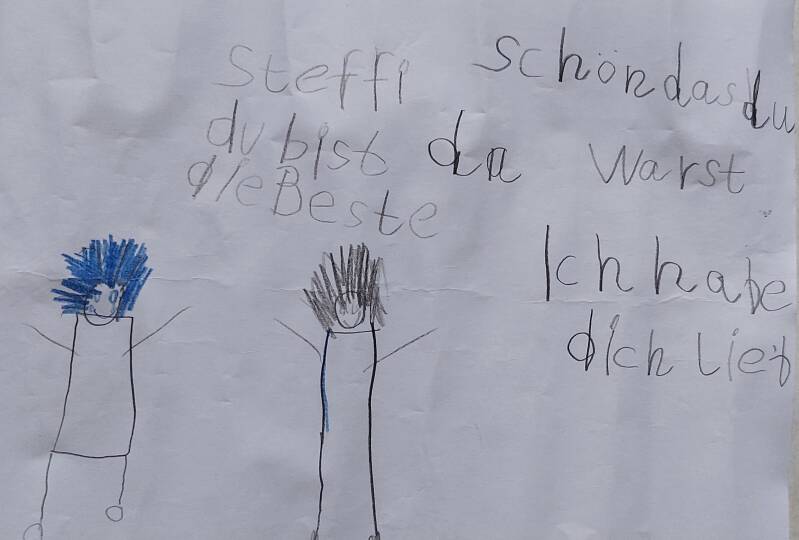 Steffi
du bist
die Beste
Schön das du
da Warst
Ich habe
dich Lieb